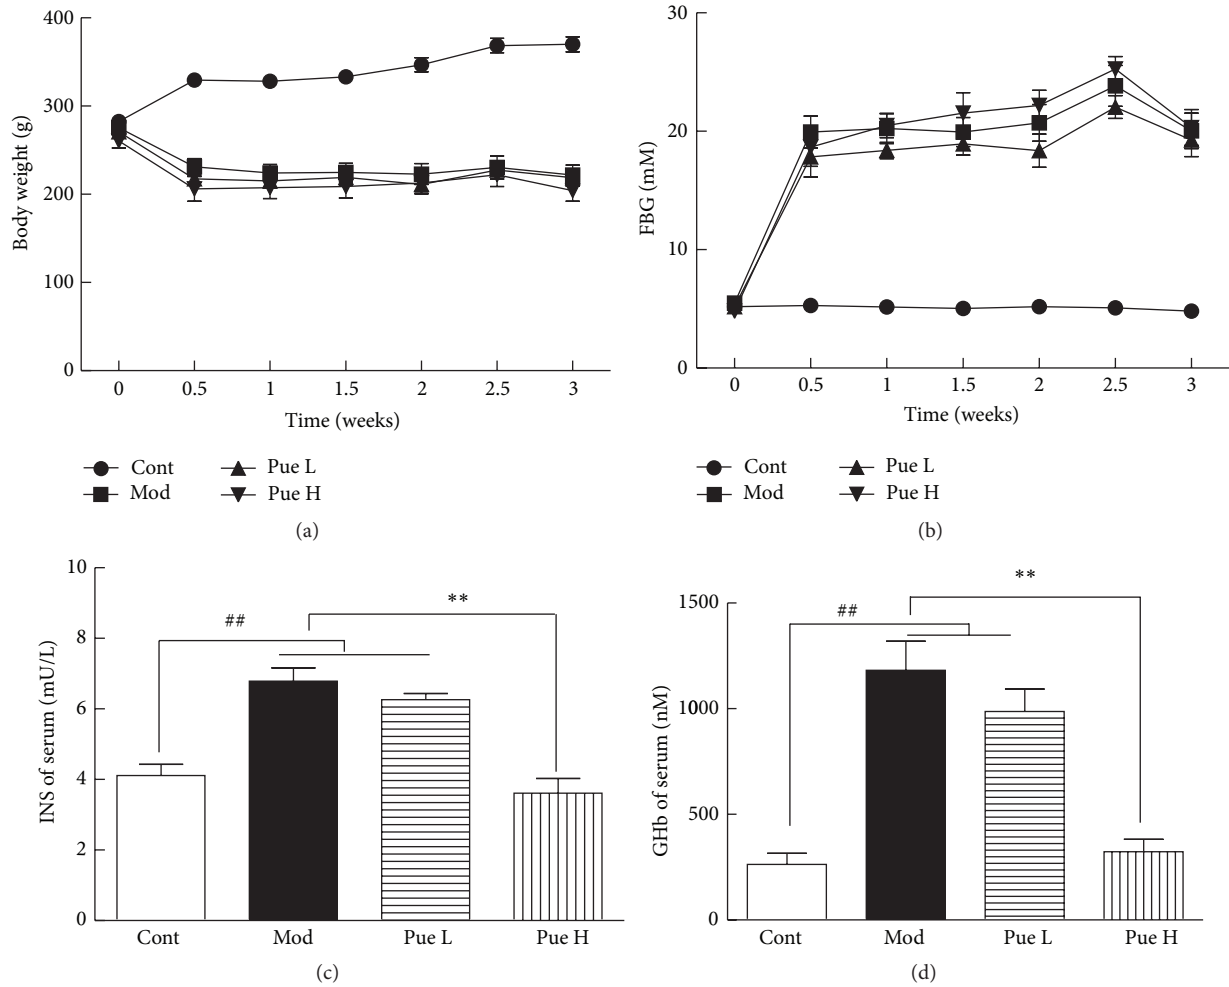 400
300
200
100
0
Body weight (g)
0 0.5 1 1.5 2 2.5 3
Time (weeks)
Cont Pue L
Mod Pue H
(a)
30
20
10
0
FBG (mM)
0 0.5 1 1.5 2 2.5 3
Time (weeks)
Cont Pue L
Mod Pue H
(b)
10
8
6
4
2
0
INS of serum (mU/L)
##
**
Cont Mod Pue L Pue H
(c)
1500
1000
500
0
GHb of serum (nM)
##
**
Cont Mod Pue L Pue H
(d)